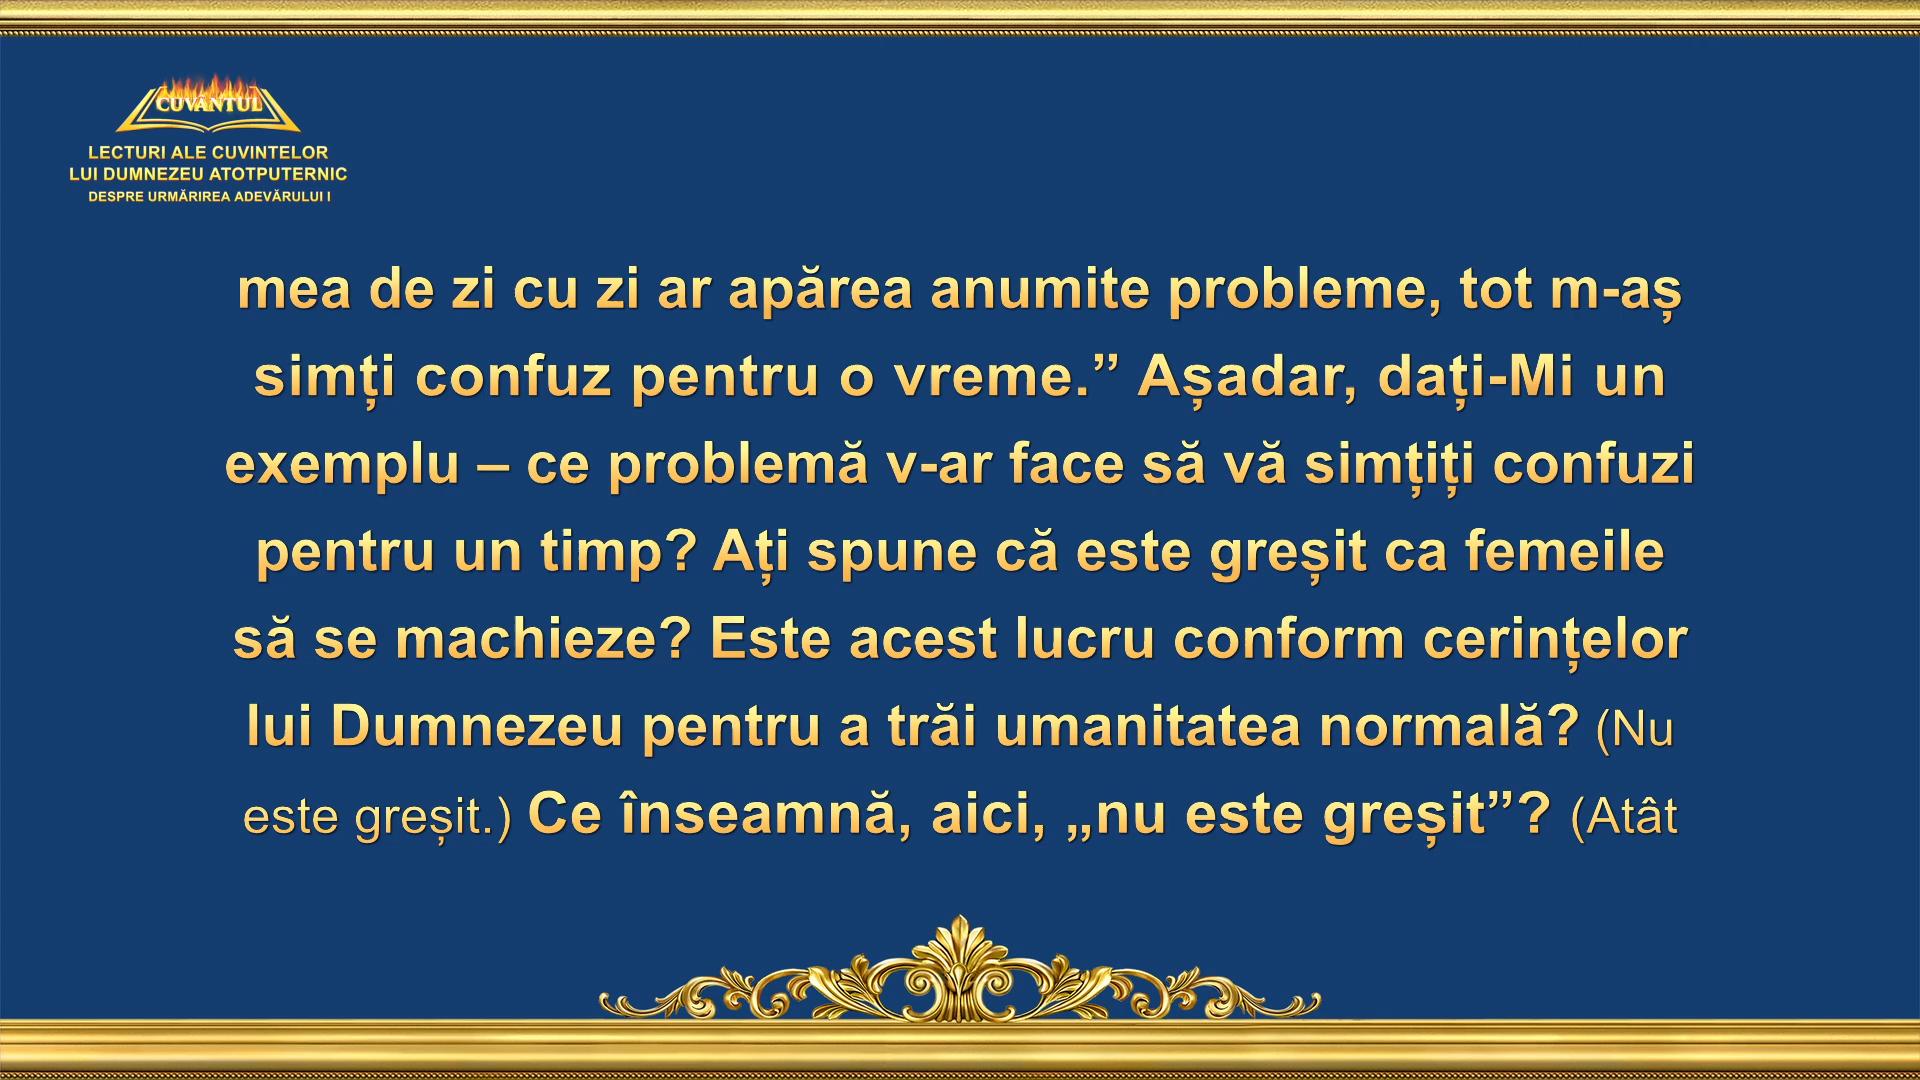 CUVÂNTUL
LECTURI ALE CUVINTELOR
LUI DUMNEZEU ATOTPUTERNIC
DESPRE URMĂRIREA ADEVĂRULUI I
mea de zi cu zi ar apărea anumite probleme, tot m-aș
simți confuz pentru o vreme.” Așadar, dați-Mi un
exemplu – ce problemă v-ar face să vă simțiți confuzi
pentru un timp? Ați spune că este greșit ca femeile
să se machieze? Este acest lucru conform cerințelor
lui Dumnezeu pentru a trăi umanitatea normală? (Nu
este greșit.) Ce înseamnă, aici, „nu este greșit”? (Atât